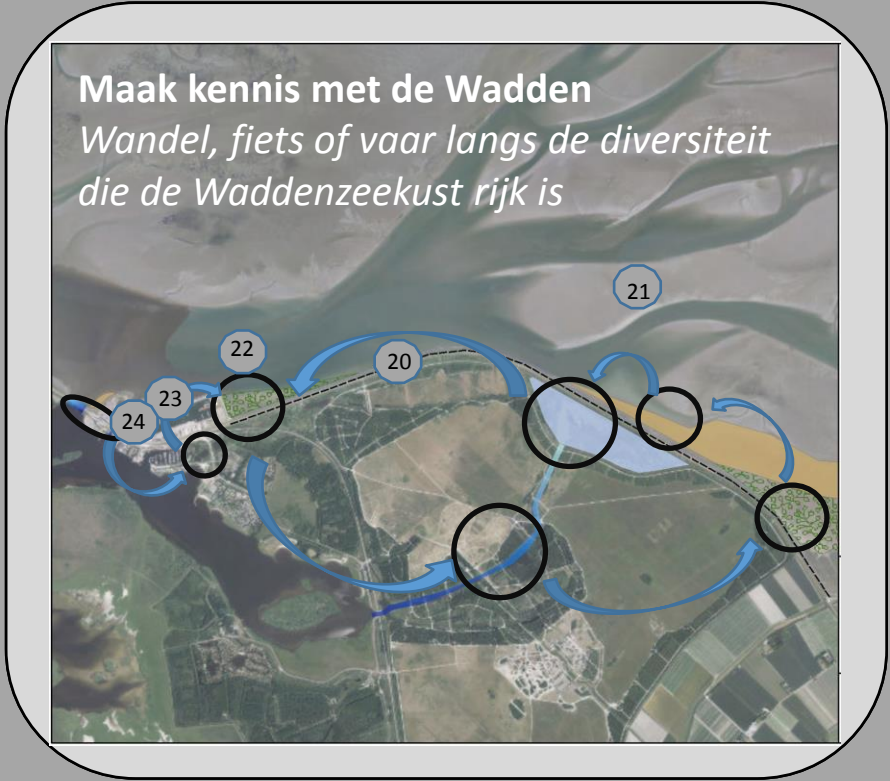 Maak kennis met de Wadden
Wandel, fiets of vaar langs de diversiteit
die de Waddenzeekust rijk is
21
22
20
23
24